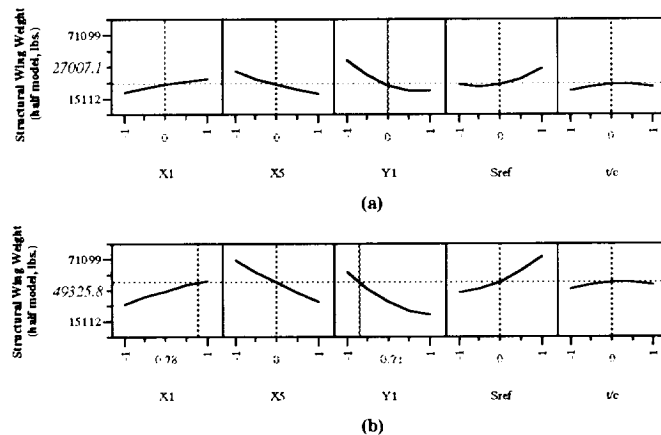 Structural Wing Weight
(half model, lbs.)
71099
27007.1
15112
-1 0 1 -1 0 1 -1 0 1 -1 0 1 -1 0 1
X1 X5 Y1 Sref t/c
(a)
Structural Wing Weight
(half model, lbs.)
71099
49325.8
15112
-1 0.78 1 -1 0 1 -1 0.71 1 -1 0 1 -1 0 1
X1 X5 Y1 Sref t/c
(b)